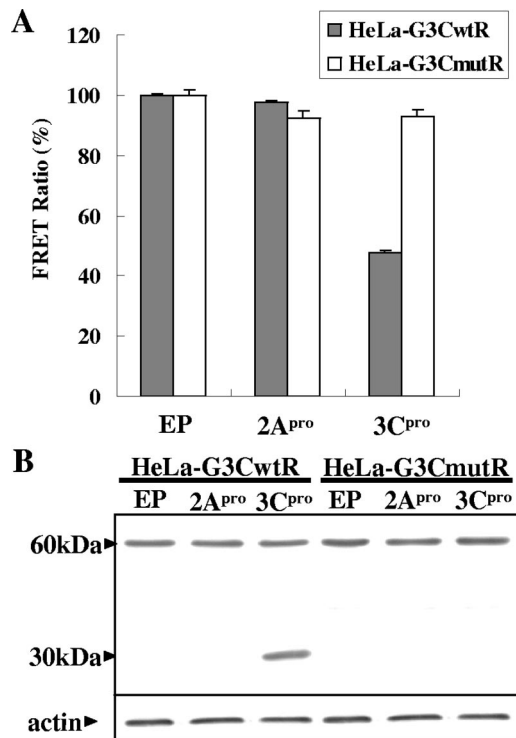 A
HeLa-G3CwtR
HeLa-G3CmutR
FRET Ratio (%)
120
100
80
60
40
20
0
EP 2Aᵖʳᵒ 3Cᵖʳᵒ
B
HeLa-G3CwtR HeLa-G3CmutR
EP 2Aᵖʳᵒ 3Cᵖʳᵒ EP 2Aᵖʳᵒ 3Cᵖʳᵒ
60kDa
30kDa
actin